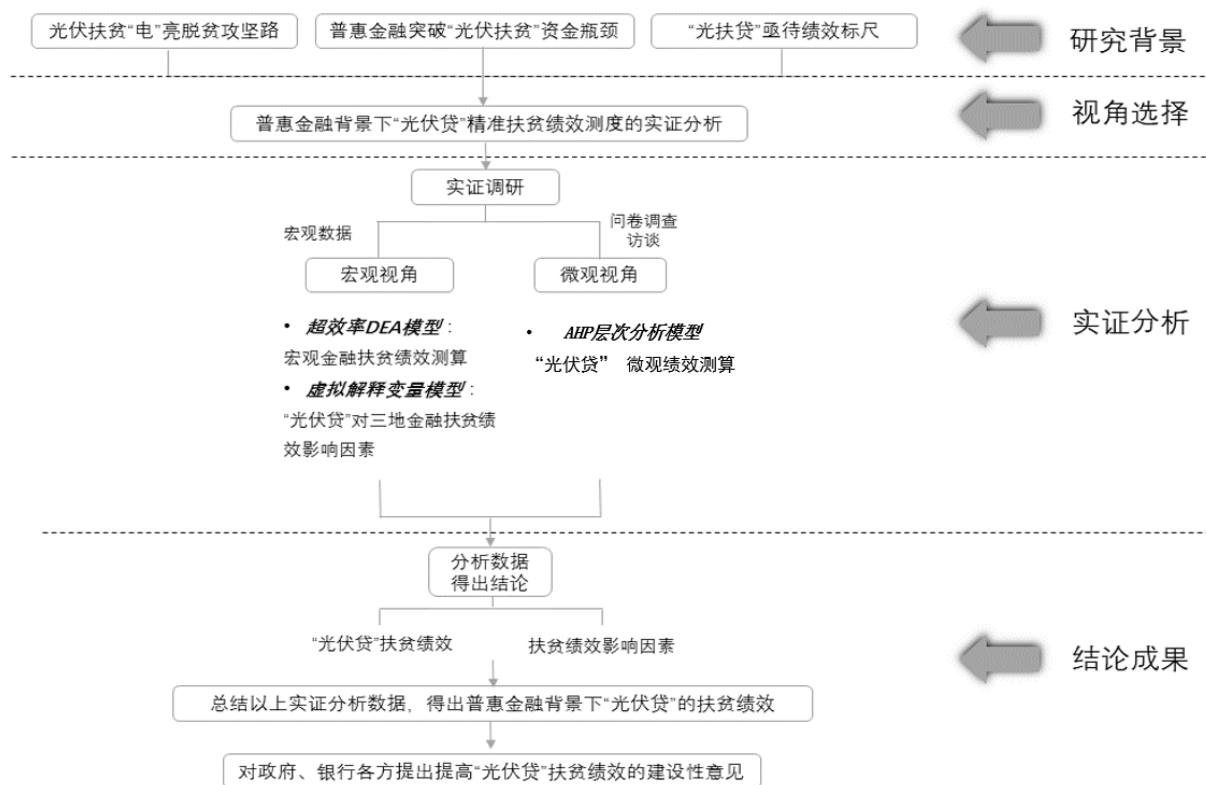 光伏扶贫“电”亮脱贫攻坚路
普惠金融突破“光伏扶贫”资金瓶颈
“光扶贷”亟待绩效标尺
研究背景
普惠金融背景下“光伏贷”精准扶贫绩效测度的实证分析
视角选择
实证调研
宏观数据
问卷调查
访谈
宏观视角
微观视角
• 超效率DEA模型：
宏观金融扶贫绩效测算
• 虚拟解释变量模型：
“光伏贷”对三地金融扶贫绩
效影响因素
• AHP层次分析模型
“光伏贷” 微观绩效测算
实证分析
分析数据
得出结论
“光伏贷”扶贫绩效
扶贫绩效影响因素
结论成果
总结以上实证分析数据，得出普惠金融背景下“光伏贷”的扶贫绩效
对政府、银行各方提出提高“光伏贷”扶贫绩效的建设性意见